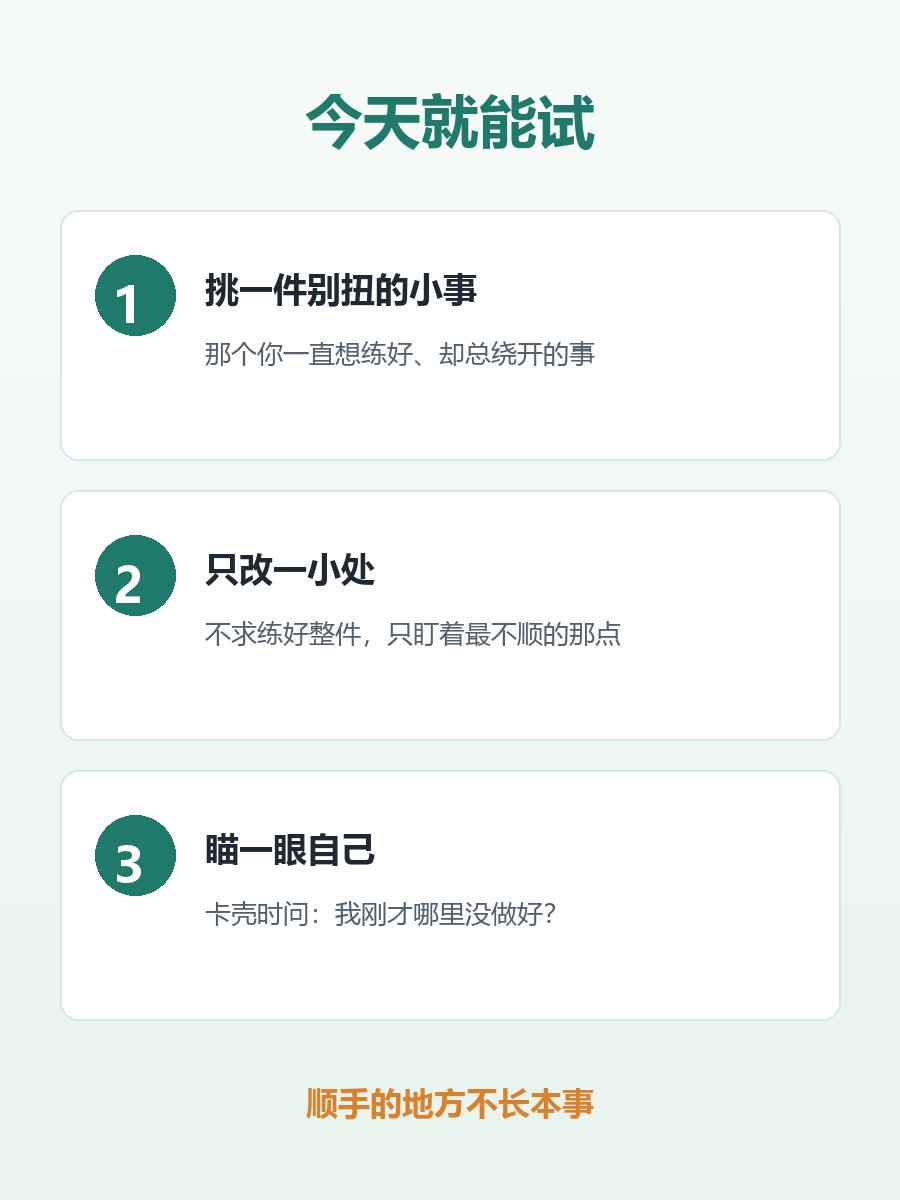 今天就能试
1
挑一件别扭的小事
那个你一直想练好、却总绕开的事
2
只改一小处
不求练好整件，只盯着最不顺的那点
3
瞄一眼自己
卡壳时问：我刚才哪里没做好？
顺手的地方不长本事